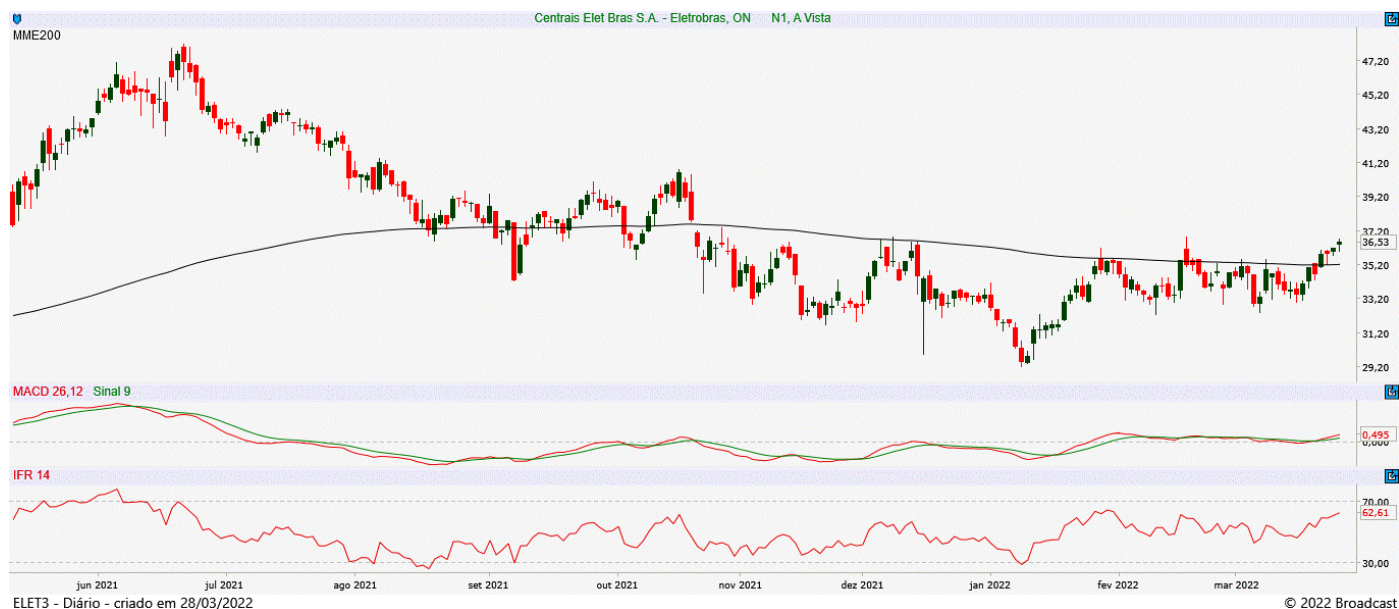 Centrais Elet Bras S.A. - Eletrobras, ON N1, A Vista
MME200
47,20
45,20
43,20
41,20
39,20
37,20
36,53
35,20
33,20
31,20
29,20
MACD 26,12 Sinal 9
0,495
0,000
IFR 14
70,00
62,61
30,00
jun 2021 jul 2021 ago 2021 set 2021 out 2021 nov 2021 dez 2021 jan 2022 fev 2022 mar 2022
ELET3 - Diário - criado em 28/03/2022 © 2022 Broadcast